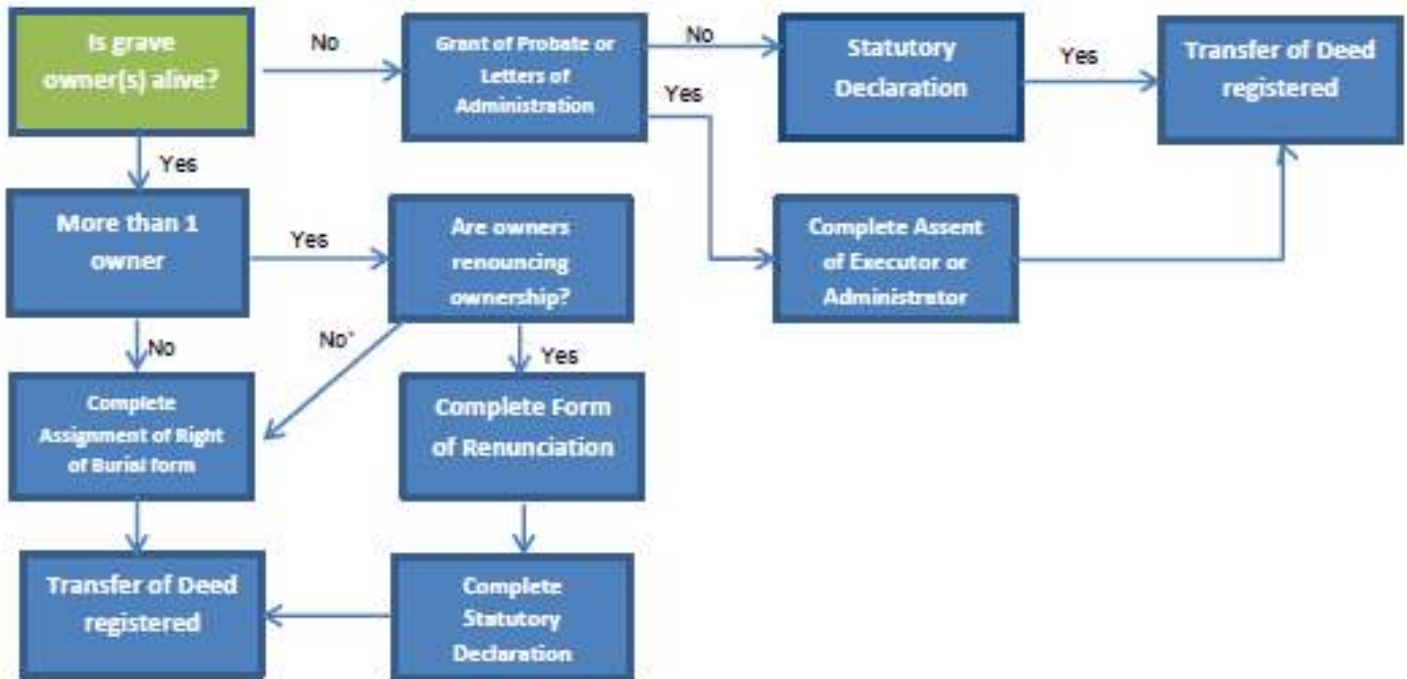 Is grave
owner(s) alive?
No
Grant of Probate or
Letters of
Administration
No
Yes
Statutory
Declaration
Yes
Transfer of Deed
registered
Yes
More than 1
owner
Yes
Are owners
renouncing
ownership?
Complete Assent
of Executor or
Administrator
No
No*
Yes
Complete
Assignment of Right
of Burial form
Complete Form
of Renunciation
Transfer of Deed
registered
Complete
Statutory
Declaration